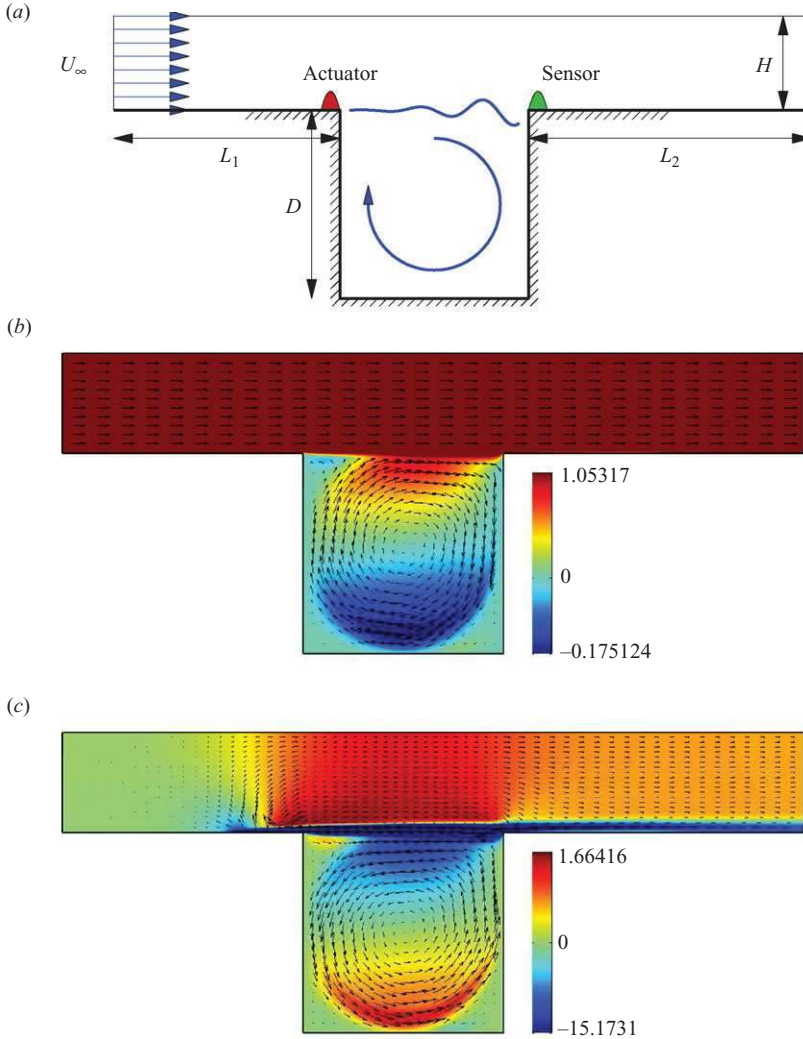 (a)
U∞
Actuator
Sensor
H
L1
L2
D
(b)
1.05317
0
–0.175124
(c)
1.66416
0
–15.1731